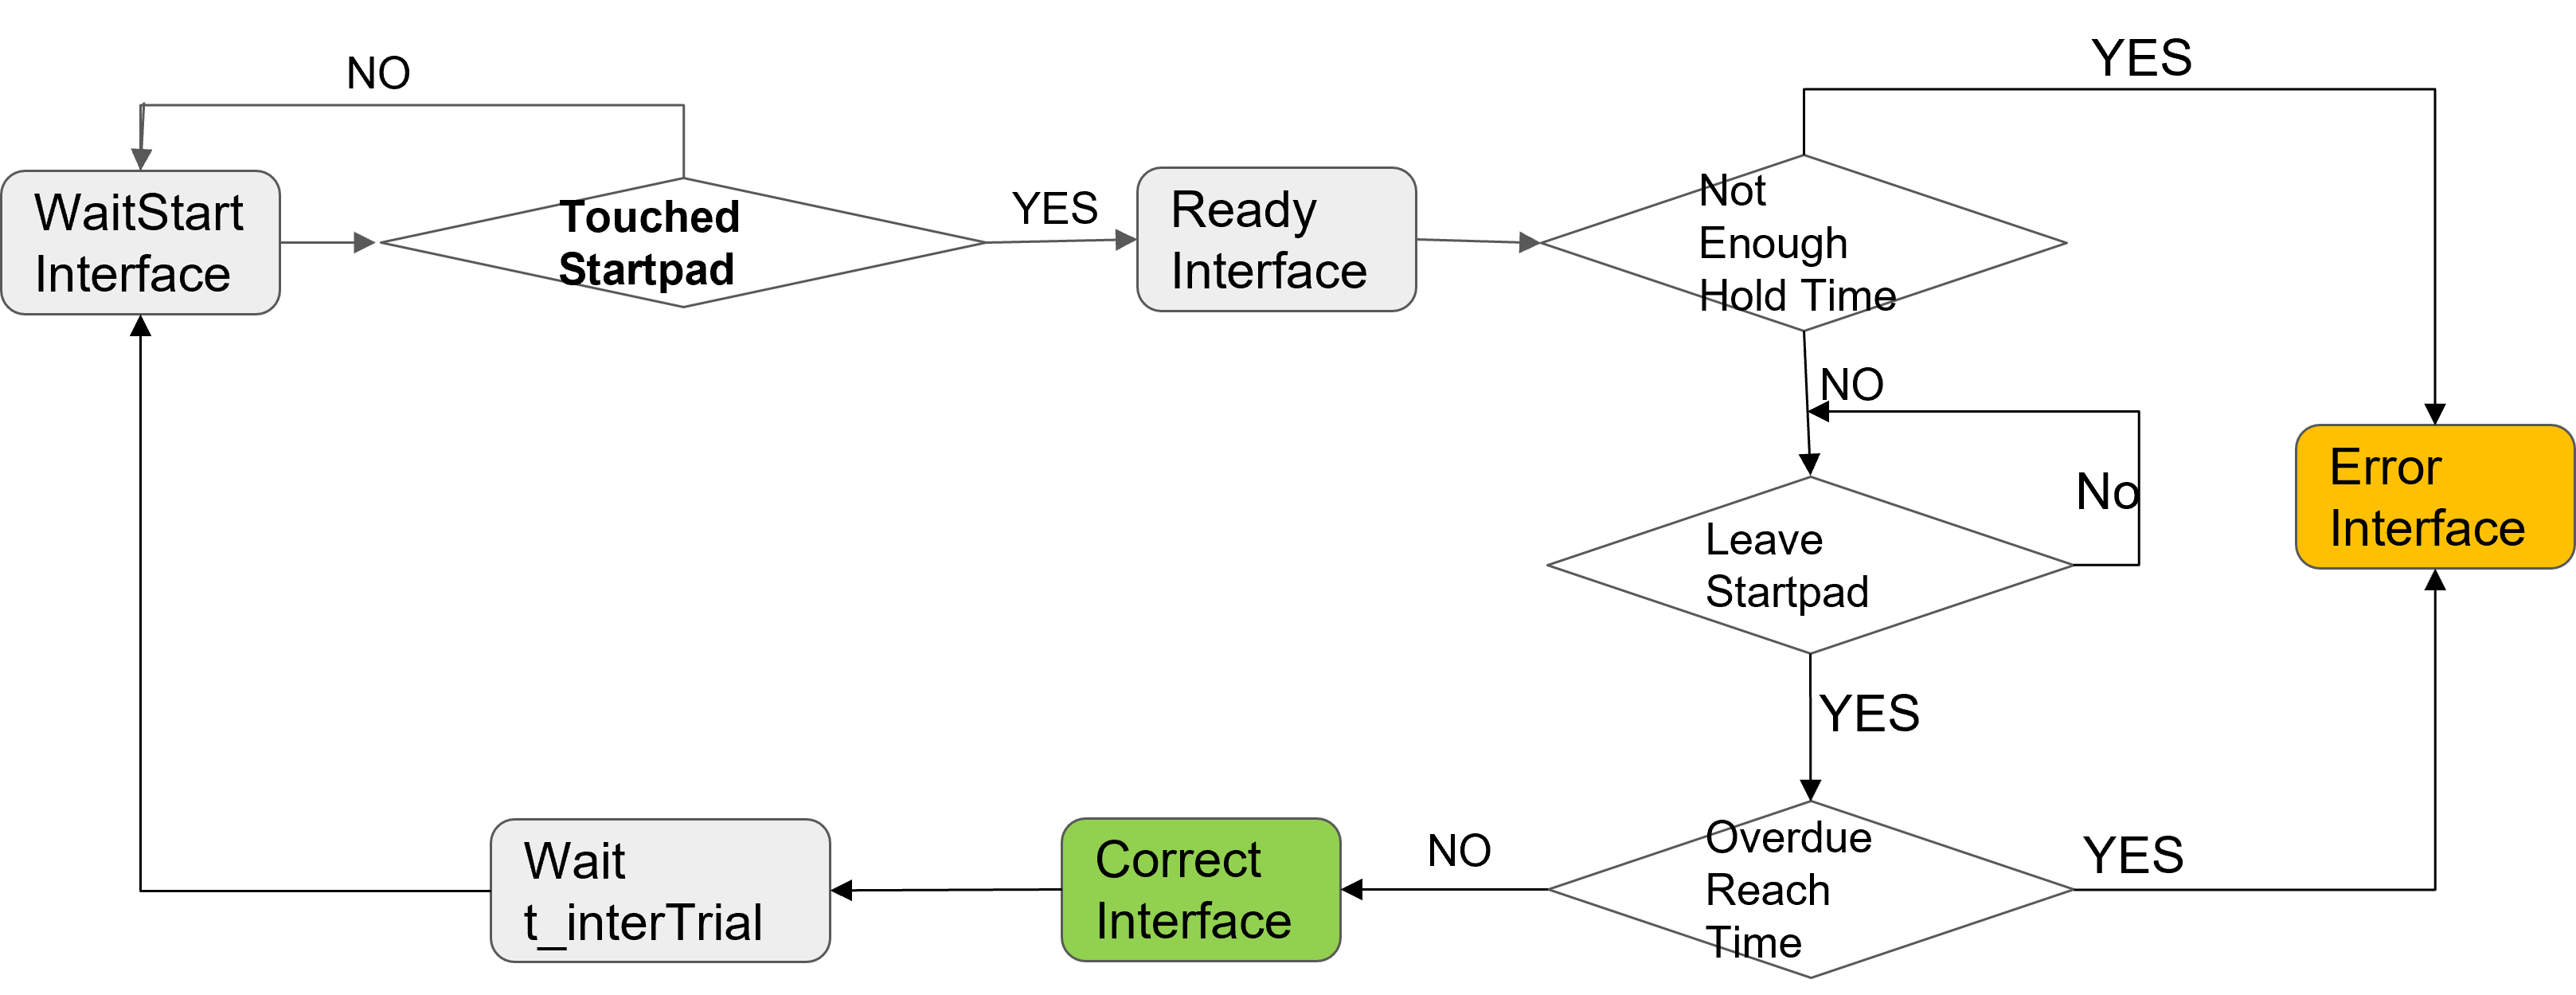 NO
YES
WaitStart
Interface
Touched
Startpad
YES
Ready
Interface
Not
Enough
Hold Time
NO
No
Error
Interface
Leave
Startpad
YES
Wait
t_interTrial
Correct
Interface
NO
Overdue
Reach
Time
YES